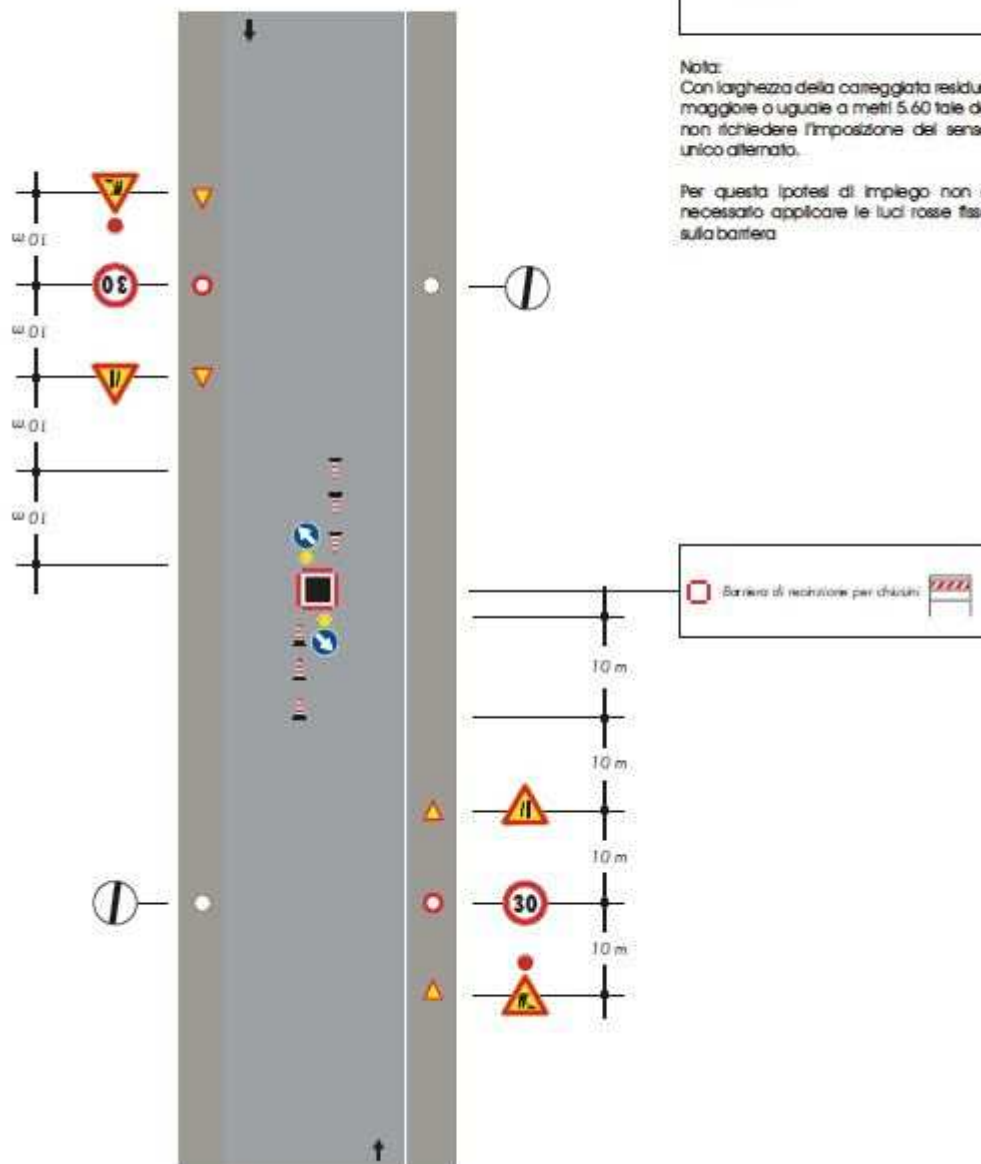 Nota:
Con larghezza della carreggiata residu
maggiore o uguale a metri 5.60 tale d
non richiedere l'imposizione del sens
unico alternato.
Per questa ipotesi di impiego non
necessario applicare le luci rosse fiss
sulla barriera
10 m
30
10 m
10 m
10 m
Barriera di recinzione per chiusini
10 m
10 m
10 m
30
10 m